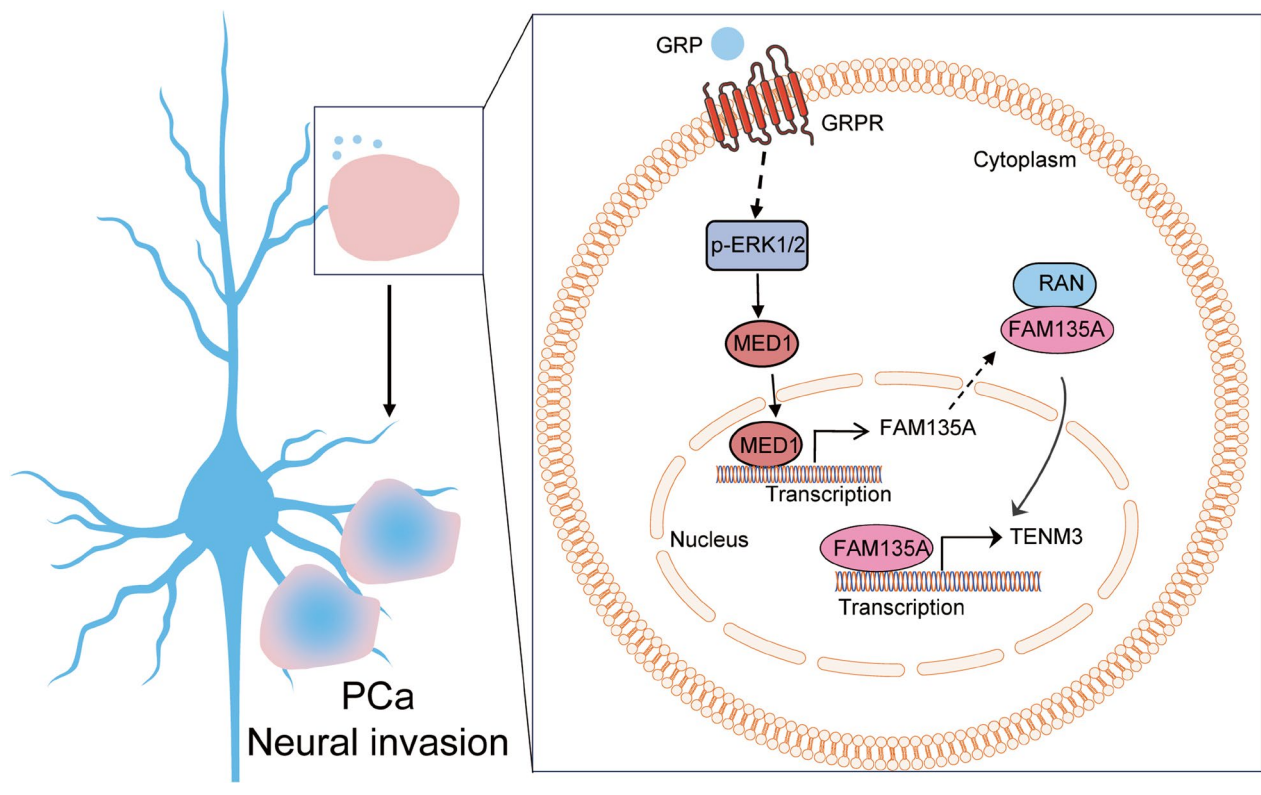 GRP
GRPR
Cytoplasm
p-ERK1/2
RAN
FAM135A
MED1
FAM135A
MED1
Transcription
Nucleus
FAM135A
TENM3
Transcription
PCa
Neural invasion